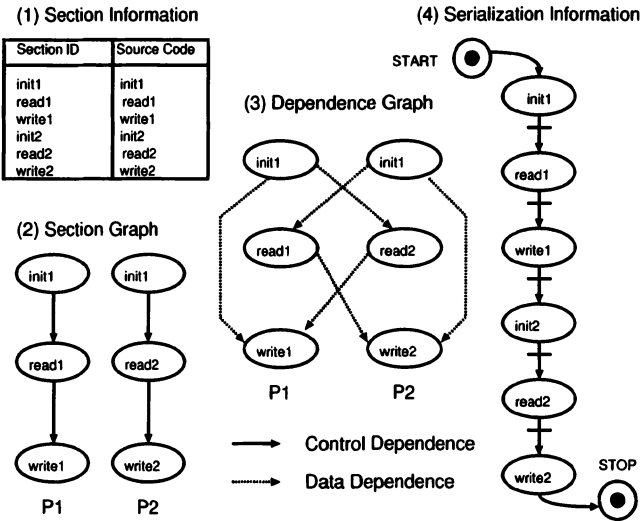 (1) Section Information
Section ID Source Code
init1 init1
read1 read1
write1 write1
init2 init2
read2 read2
write2 write2
(2) Section Graph
init1 init1
read1 read2
write1 write2
P1 P2
(3) Dependence Graph
init1 init1
read1 read2
write1 write2
P1 P2
Control Dependence
Data Dependence
(4) Serialization Information
START
init1
read1
write1
init2
read2
write2
STOP